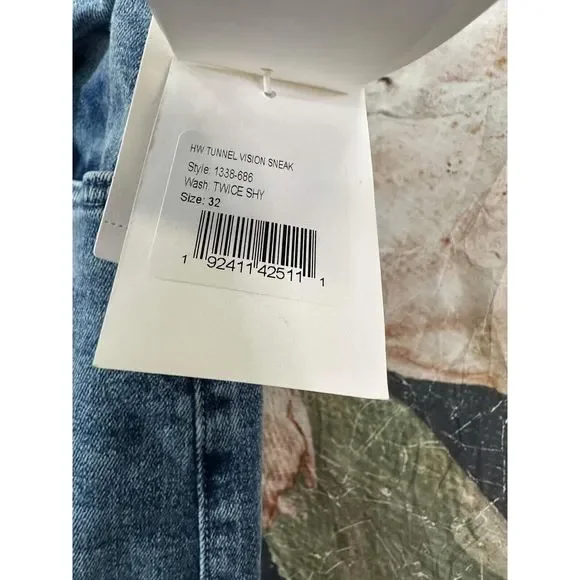 HW TUNNEL VISION SNEAK
Style: 1338-686
Wash: TWICE SHY
Size: 32
1 92411 42511 1